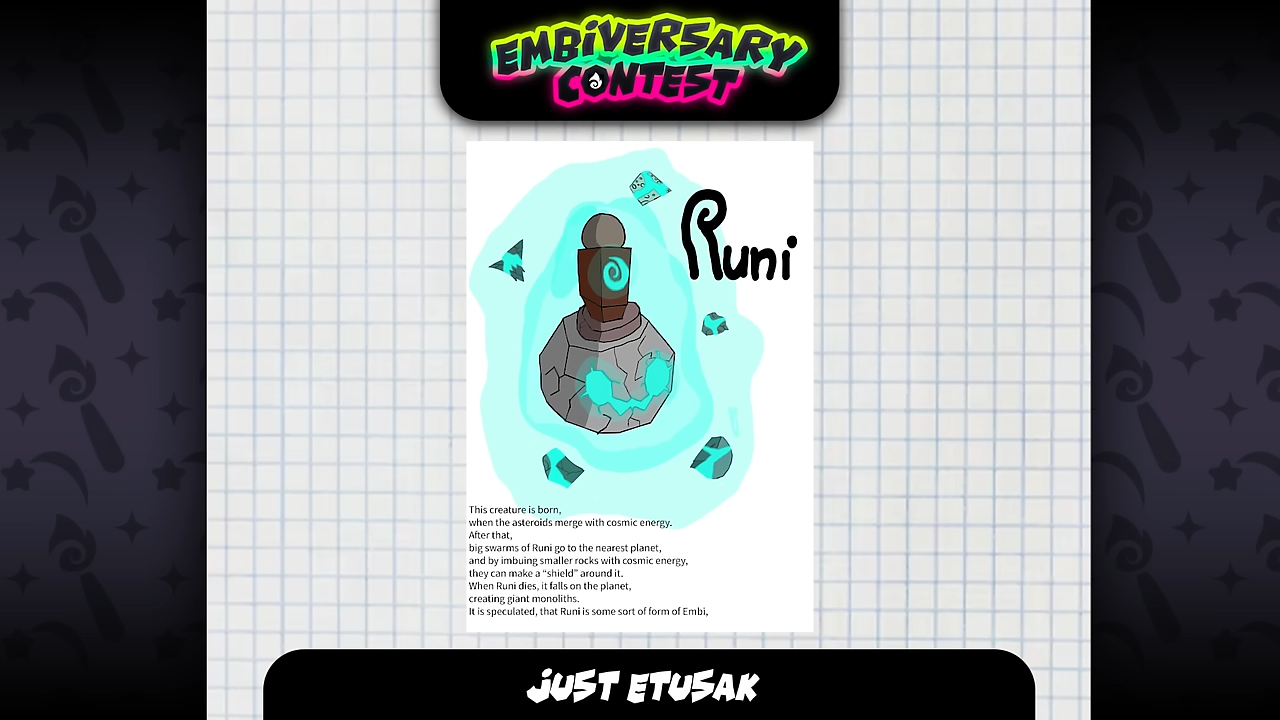 EMBIVERSARY
CONTEST
Runi
This creature is born,
when the asteroids merge with cosmic energy.
After that,
big swarms of Runi go to the nearest planet,
and by imbuing smaller rocks with cosmic energy,
they can make a “shield” around it.
When Runi dies, it falls on the planet,
creating giant monoliths.
It is speculated, that Runi is some sort of form of Embi,
JUST ETUSAK